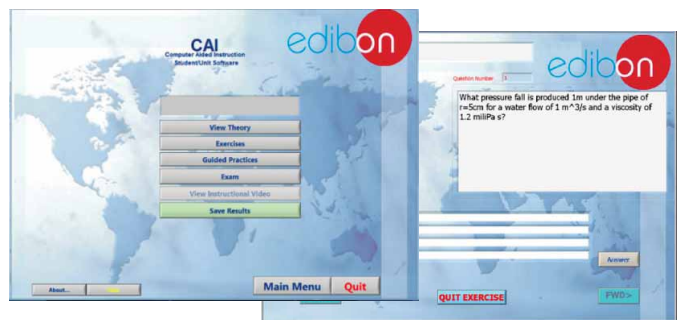 CAI
Computer Aided Instruction
Student/Unit Software
edibon
View Theory
Exercises
Guided Practices
Exam
View Instructional Video
Save Results
About...
Main Menu
Quit
edibon
Question Number 1
What pressure fall is produced 1m under the pipe of
r=5cm for a water flow of 1 m^3/s and a viscosity of
1.2 miliPa s?
Answer
QUIT EXERCISE
FWD>